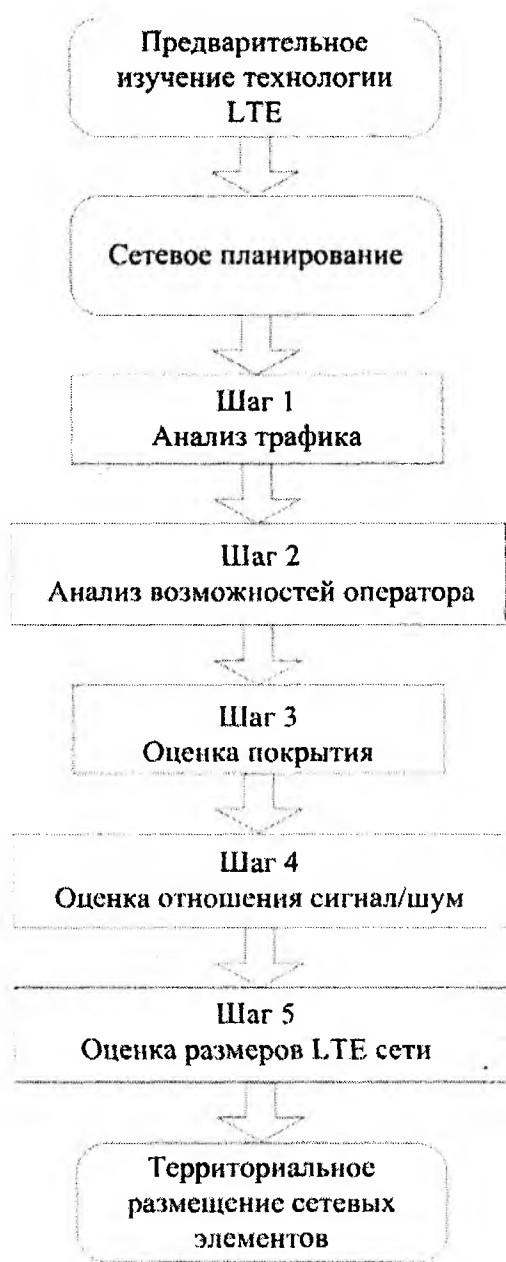 Предварительное
изучение технологии
LTE
Сетевое планирование
Шаг 1
Анализ трафика
Шаг 2
Анализ возможностей оператора
Шаг 3
Оценка покрытия
Шаг 4
Оценка отношения сигнал/шум
Шаг 5
Оценка размеров LTE сети
Территориальное
размещение сетевых
элементов